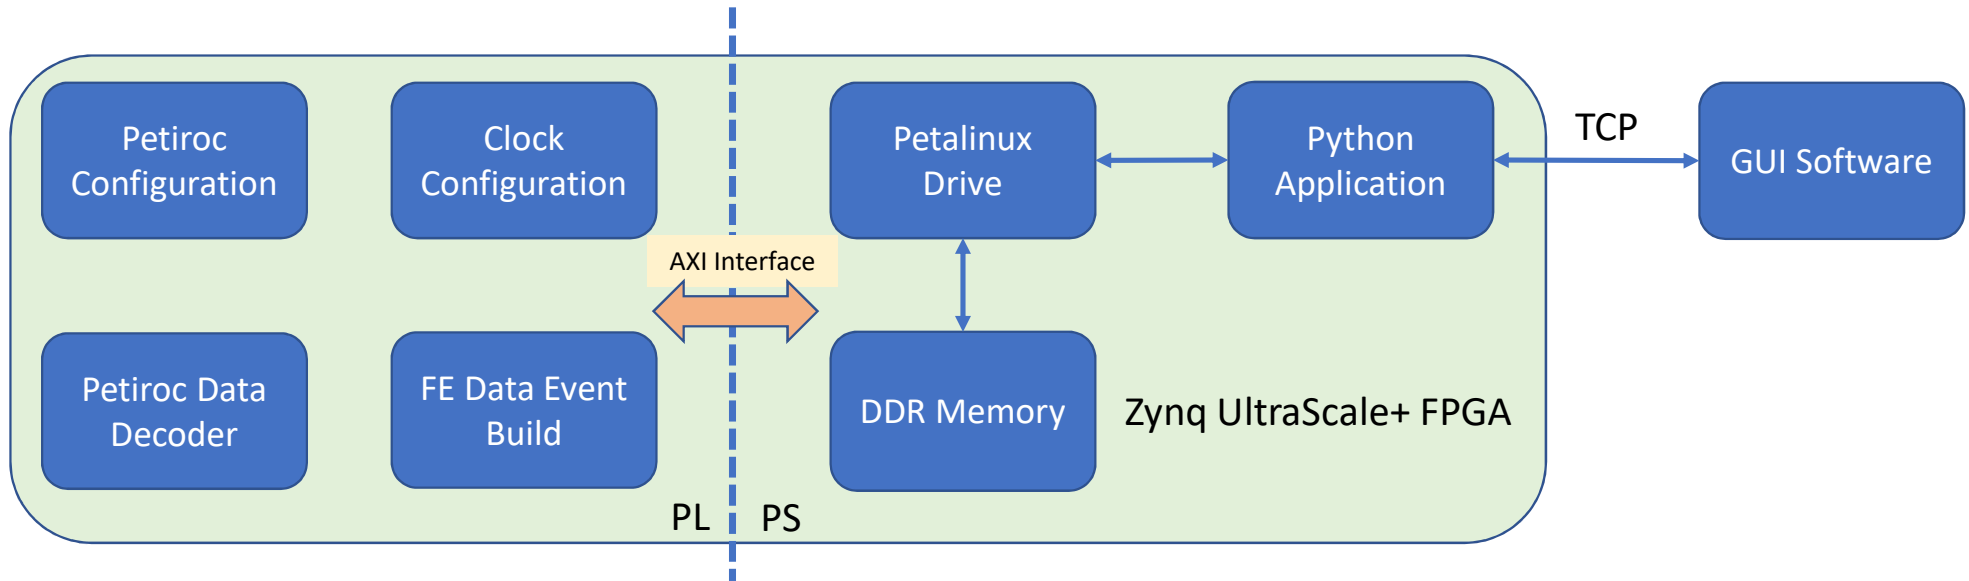 Petiroc
Configuration
Clock
Configuration
Petalinux
Drive
Python
Application
TCP
GUI Software
AXI Interface
Petiroc Data
Decoder
FE Data Event
Build
DDR Memory
Zynq UltraScale+ FPGA
PL
PS